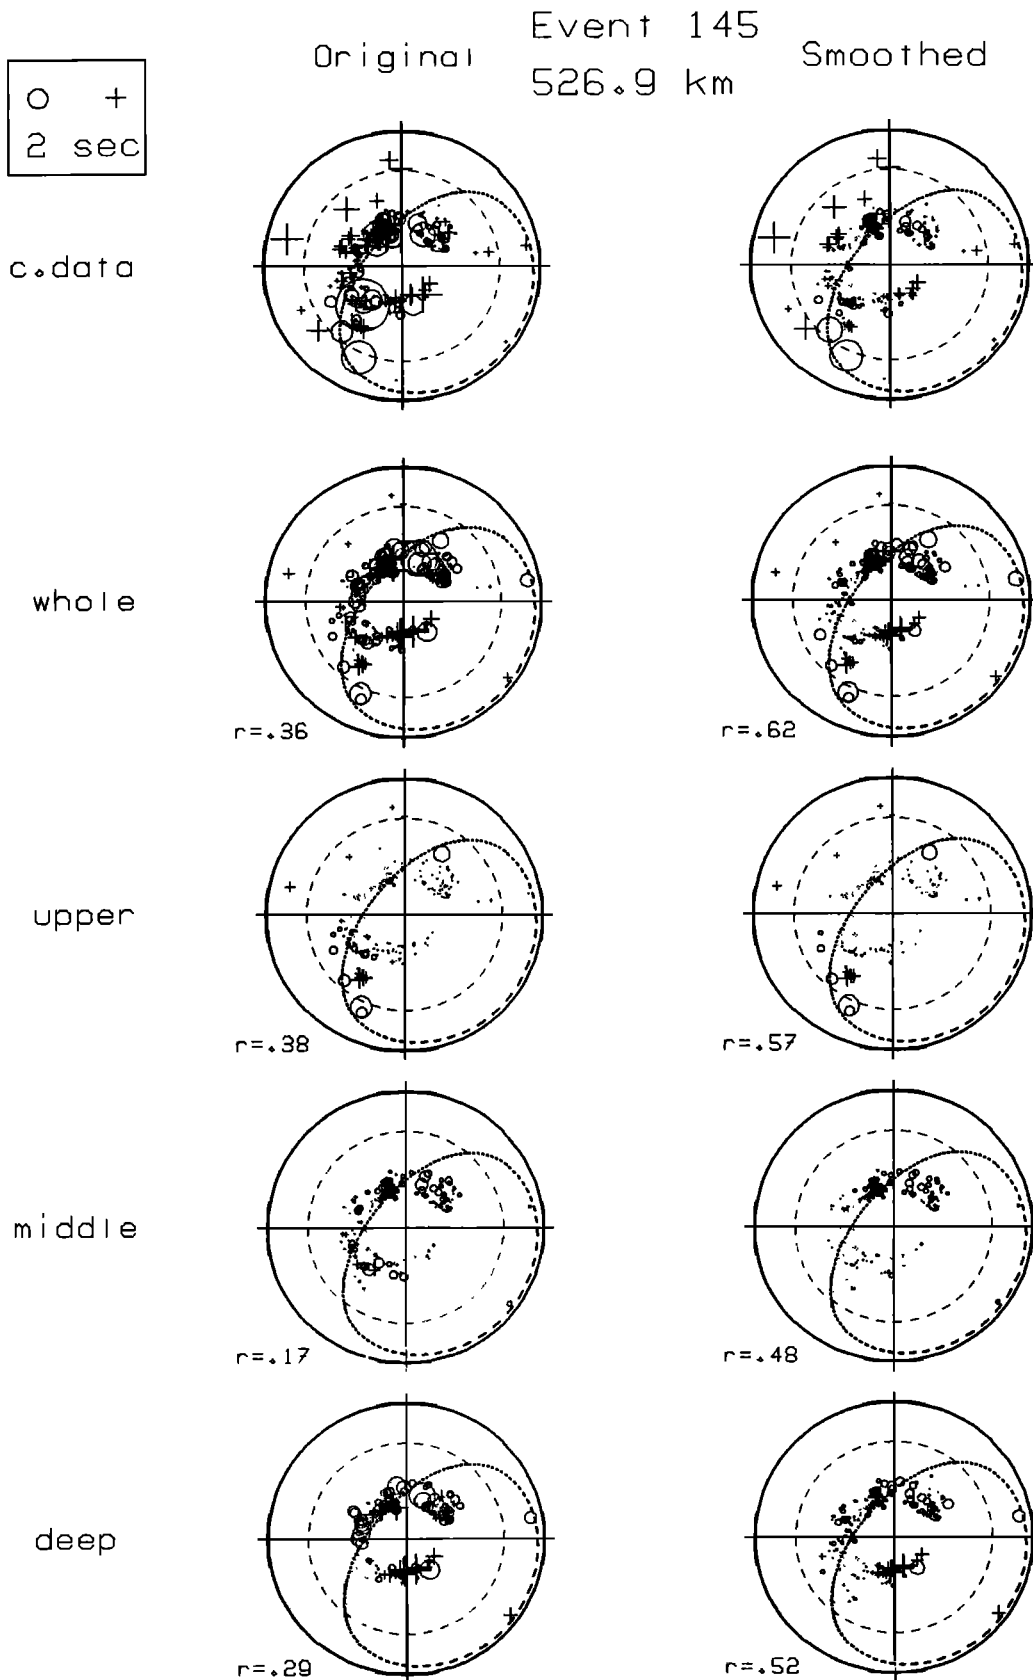 Event 145
Original
526.9 km
Smoothed
O +
2 sec
c.data
whole
r=.36
r=.62
upper
r=.38
r=.57
middle
r=.17
r=.48
deep
r=.29
r=.52